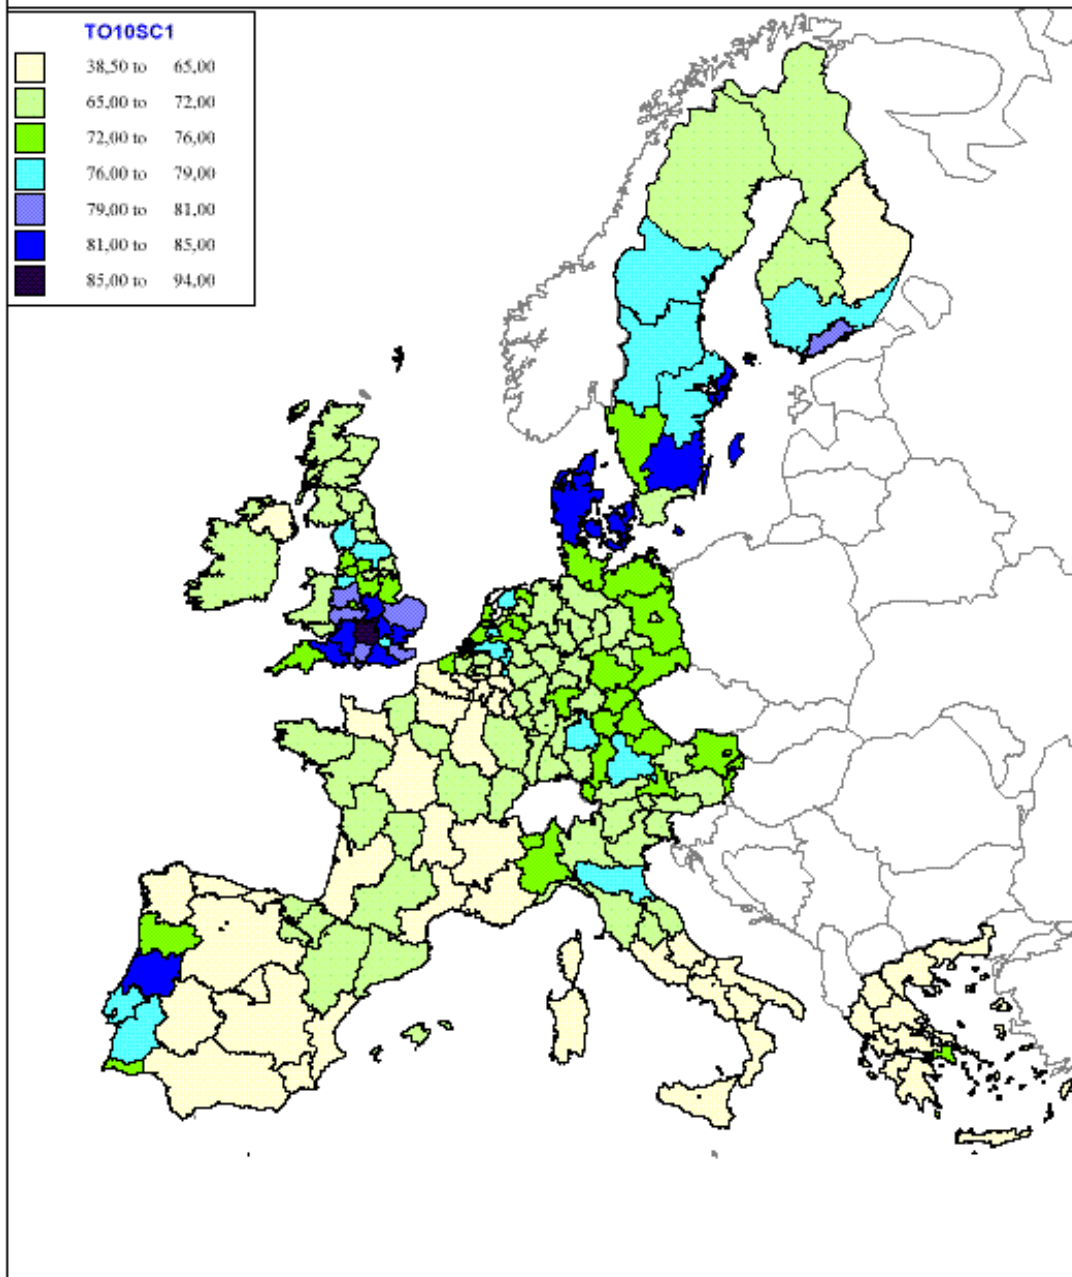 TO10SC1
38,50 to 65,00
65,00 to 72,00
72,00 to 76,00
76,00 to 79,00
79,00 to 81,00
81,00 to 85,00
85,00 to 94,00